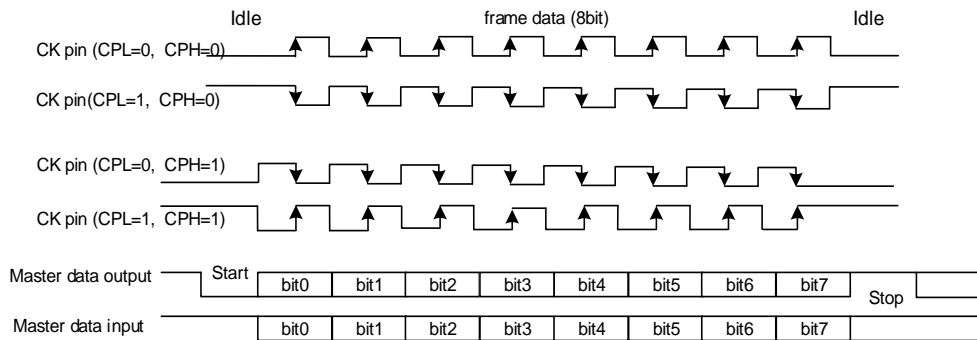 Idle frame data (8bit) Idle
CK pin (CPL=0, CPH=0)
CK pin(CPL=1, CPH=0)
CK pin (CPL=0, CPH=1)
CK pin (CPL=1, CPH=1)
Master data output Start bit0 bit1 bit2 bit3 bit4 bit5 bit6 bit7 Stop
Master data input bit0 bit1 bit2 bit3 bit4 bit5 bit6 bit7